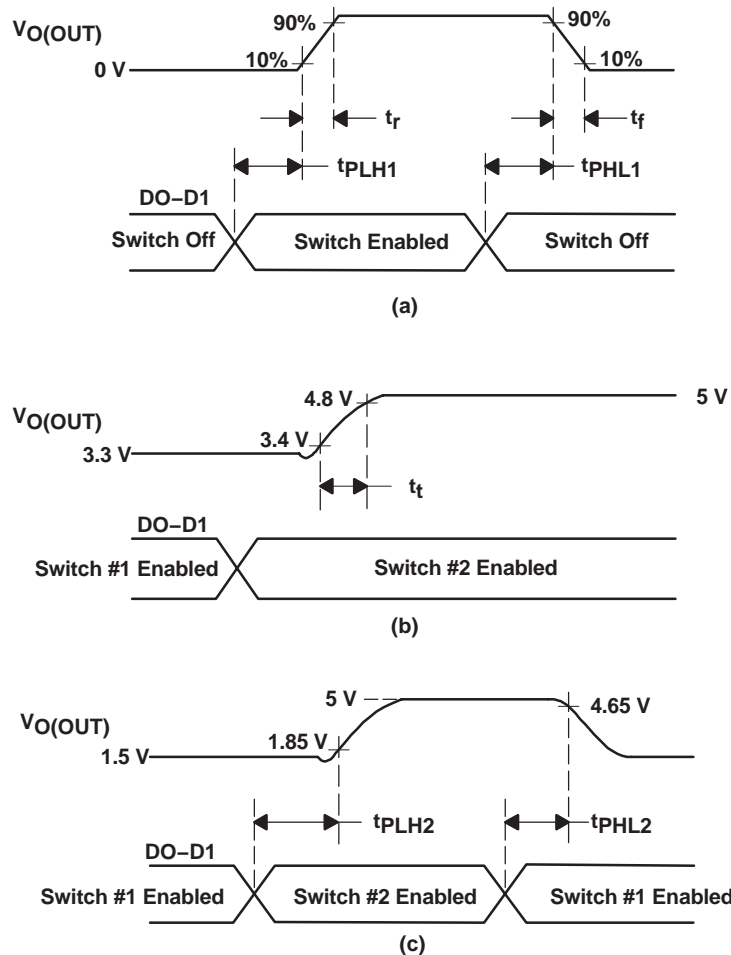 VO(OUT)
90%
90%
10%
10%
0 V
tr
tf
tPLH1
tPHL1
DO–D1
Switch Off
Switch Enabled
Switch Off
(a)
4.8 V
5 V
VO(OUT)
3.4 V
3.3 V
tt
DO–D1
Switch #1 Enabled
Switch #2 Enabled
(b)
5 V
4.65 V
VO(OUT)
1.85 V
1.5 V
tPLH2
tPHL2
DO–D1
Switch #1 Enabled
Switch #2 Enabled
Switch #1 Enabled
(c)